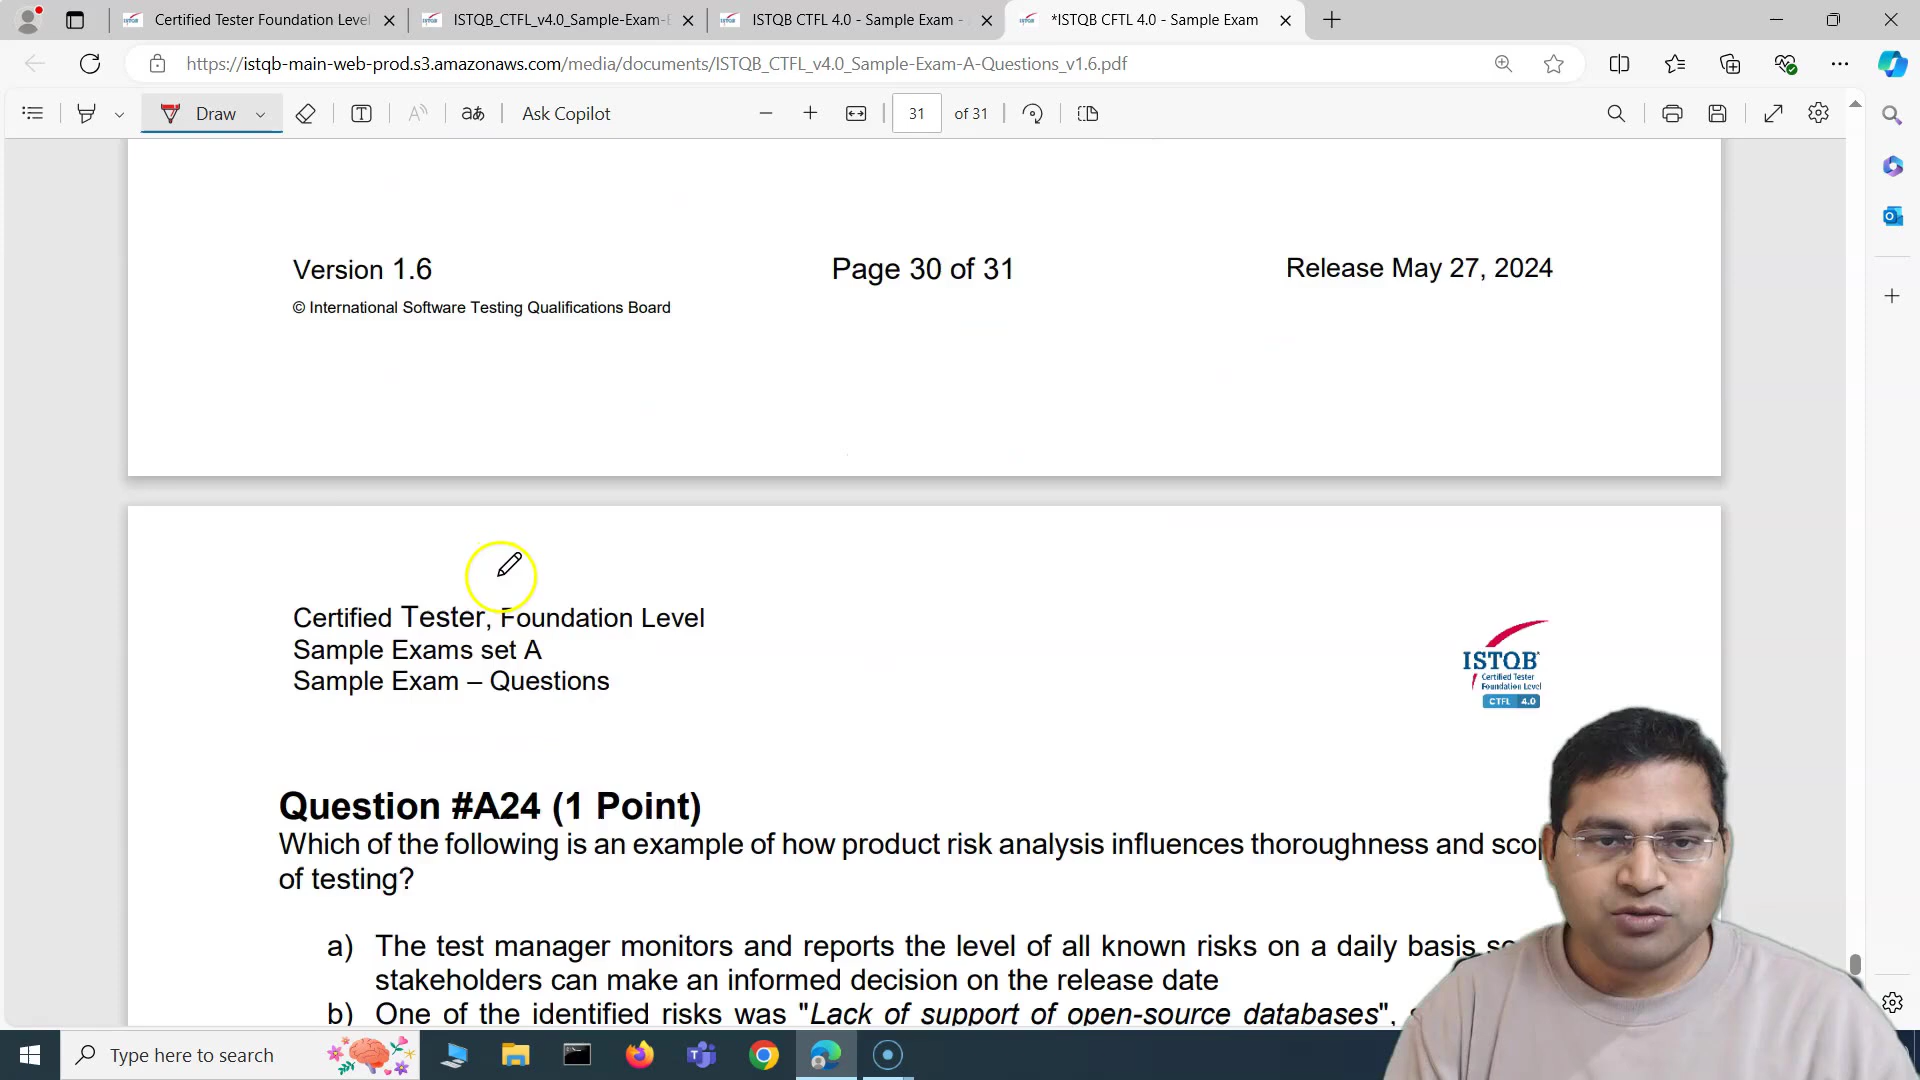 Certified Tester Foundation Level
ISTQB_CTFL_v4.0_Sample-Exam-E
ISTQB CTFL 4.0 - Sample Exam -
*ISTQB CFTL 4.0 - Sample Exam
https://istqb-main-web-prod.s3.amazonaws.com/media/documents/ISTQB_CTFL_v4.0_Sample-Exam-A-Questions_v1.6.pdf
Draw
aあ
Ask Copilot
31 of 31
Version 1.6
Page 30 of 31
Release May 27, 2024
© International Software Testing Qualifications Board
Certified Tester, Foundation Level
Sample Exams set A
Sample Exam – Questions
ISTQB
Certified Tester
Foundation Level
CTFL 4.0
Question #A24 (1 Point)
Which of the following is an example of how product risk analysis influences thoroughness and
of testing?
a) The test manager monitors and reports the level of all known risks on a daily basis
stakeholders can make an informed decision on the release date
b) One of the identified risks was "Lack of support of open-source databases",
Type here to search